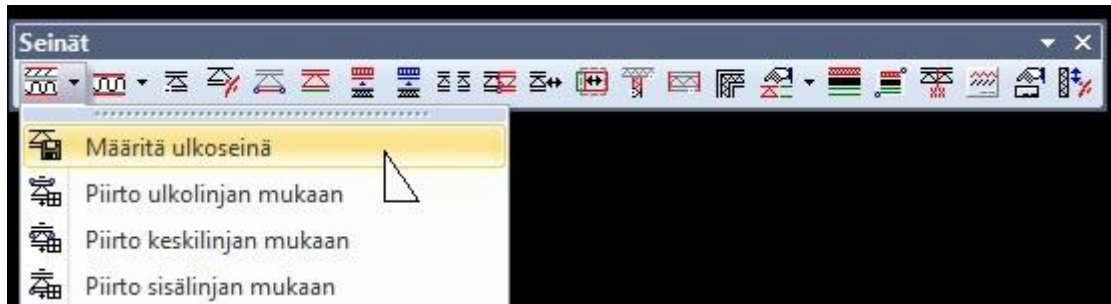 Seinät
Määritä ulkoseinä
Piirto ulkolinjan mukaan
Piirto keskilinjan mukaan
Piirto sisälinjan mukaan